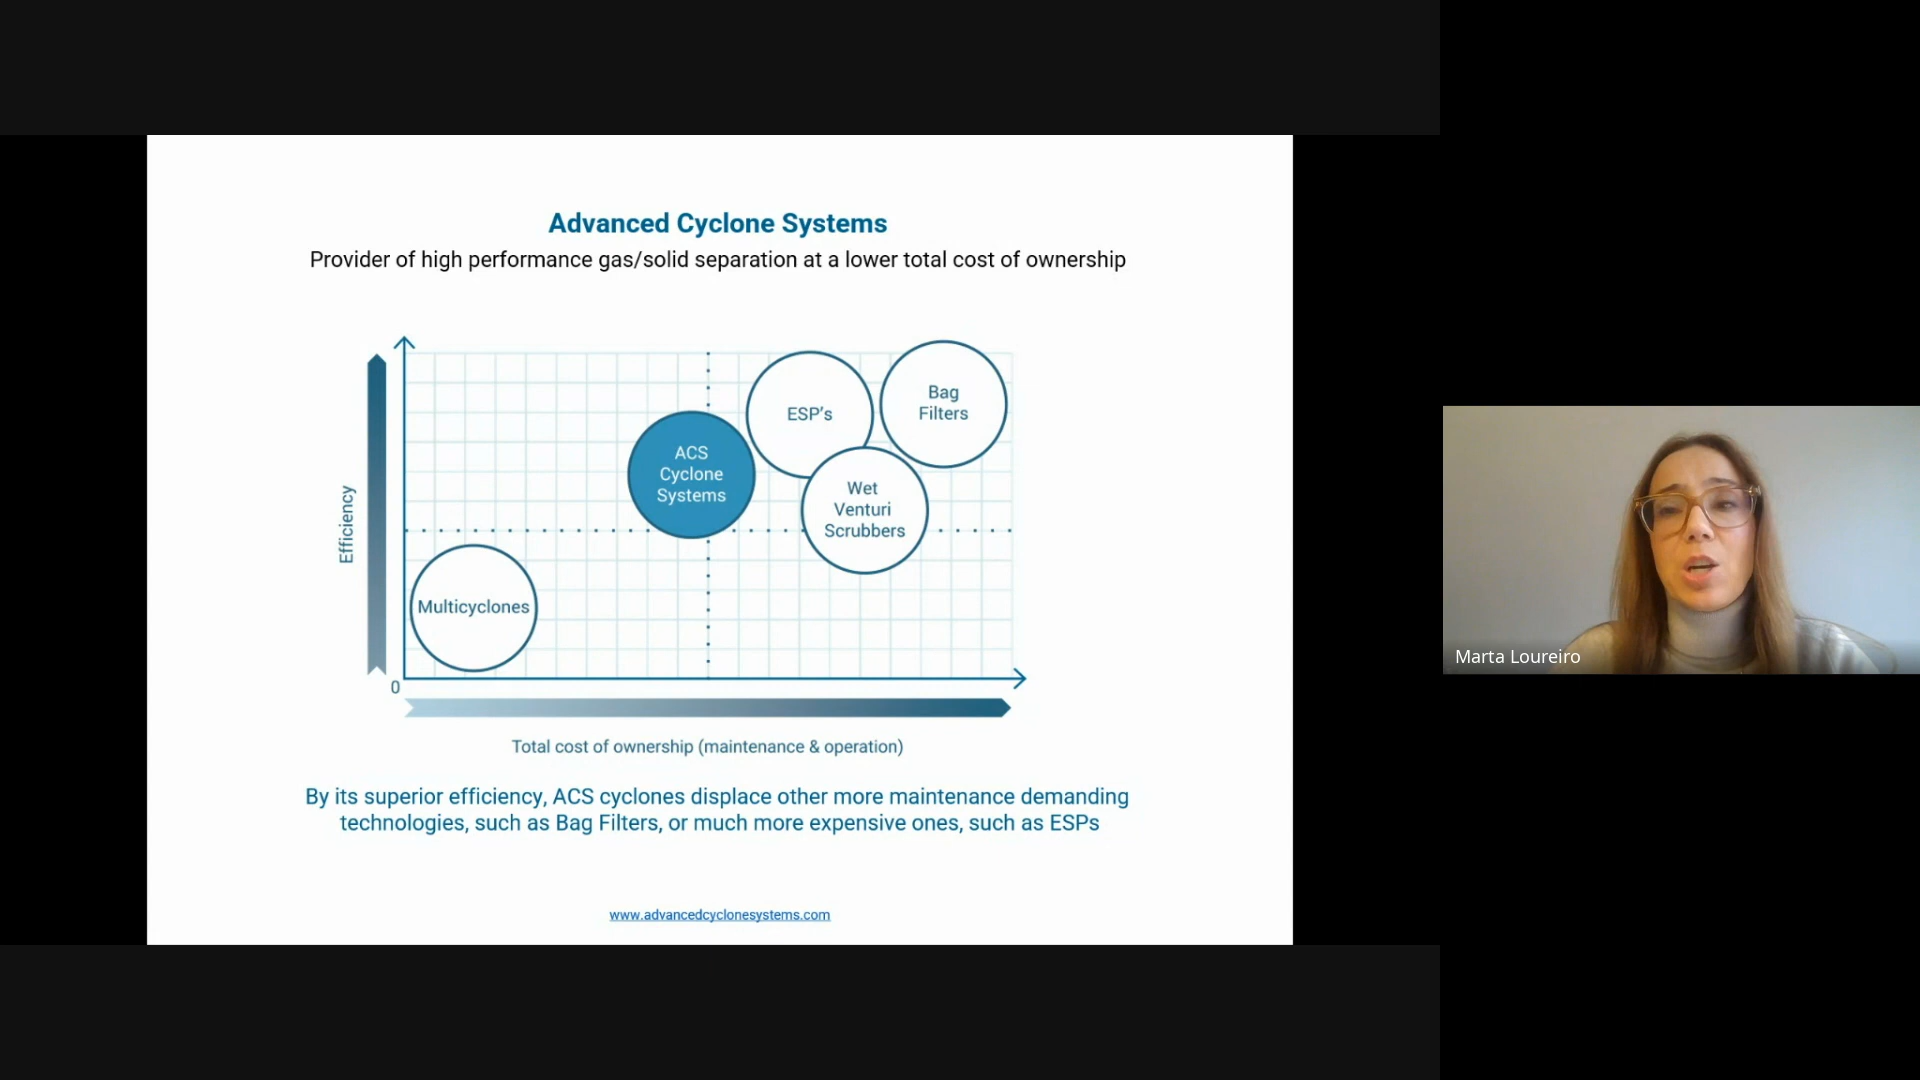 Advanced Cyclone Systems
Provider of high performance gas/solid separation at a lower total cost of ownership
Efficiency
ESP's
Bag
Filters
ACS
Cyclone
Systems
Wet
Venturi
Scrubbers
Multicyclones
0
Total cost of ownership (maintenance & operation)
By its superior efficiency, ACS cyclones displace other more maintenance demanding
technologies, such as Bag Filters, or much more expensive ones, such as ESPs
www.advancedcyclonesystems.com
Marta Loureiro